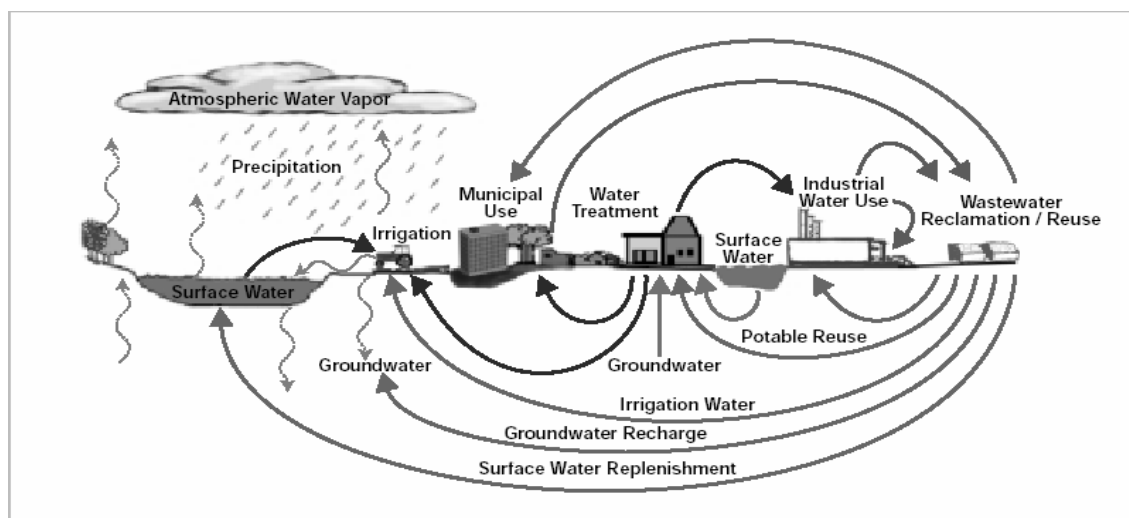 Atmospheric Water Vapor
Precipitation
Municipal
Use
Water
Treatment
Industrial
Water Use
Wastewater
Reclamation / Reuse
Irrigation
Surface
Water
Surface Water
Potable Reuse
Groundwater
Groundwater
Irrigation Water
Groundwater Recharge
Surface Water Replenishment